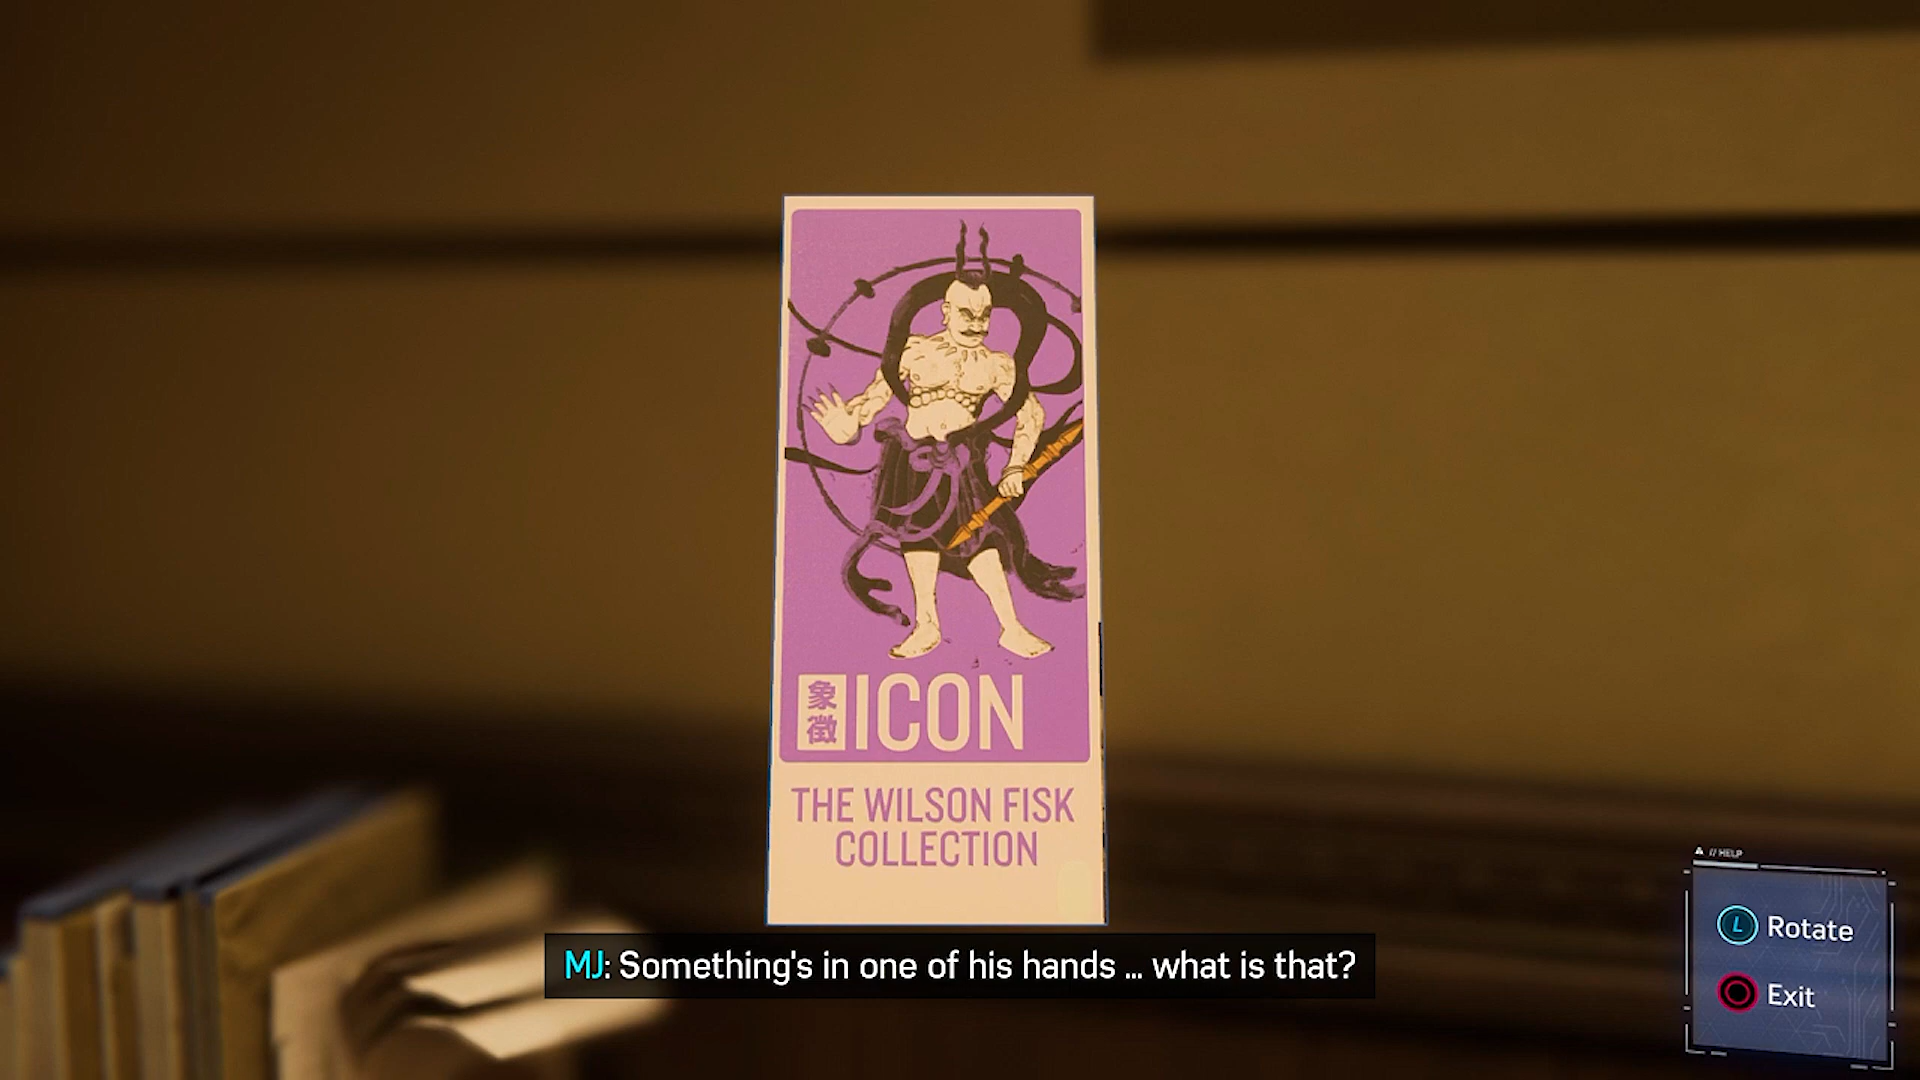 象徴 ICON
THE WILSON FISK
COLLECTION
MJ: Something's in one of his hands ... what is that?
// HELP
L Rotate
Exit